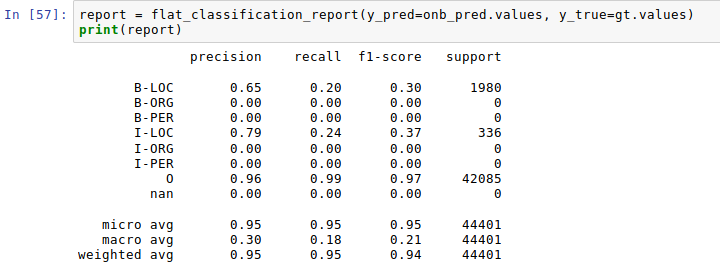 In [57]: report = flat_classification_report(y_pred=onb_pred.values, y_true=gt.values)
print(report)
precision recall f1-score support
B-LOC 0.65 0.20 0.30 1980
B-ORG 0.00 0.00 0.00 0
B-PER 0.00 0.00 0.00 0
I-LOC 0.79 0.24 0.37 336
I-ORG 0.00 0.00 0.00 0
I-PER 0.00 0.00 0.00 0
O 0.96 0.99 0.97 42085
nan 0.00 0.00 0.00 0
micro avg 0.95 0.95 0.95 44401
macro avg 0.30 0.18 0.21 44401
weighted avg 0.95 0.95 0.94 44401